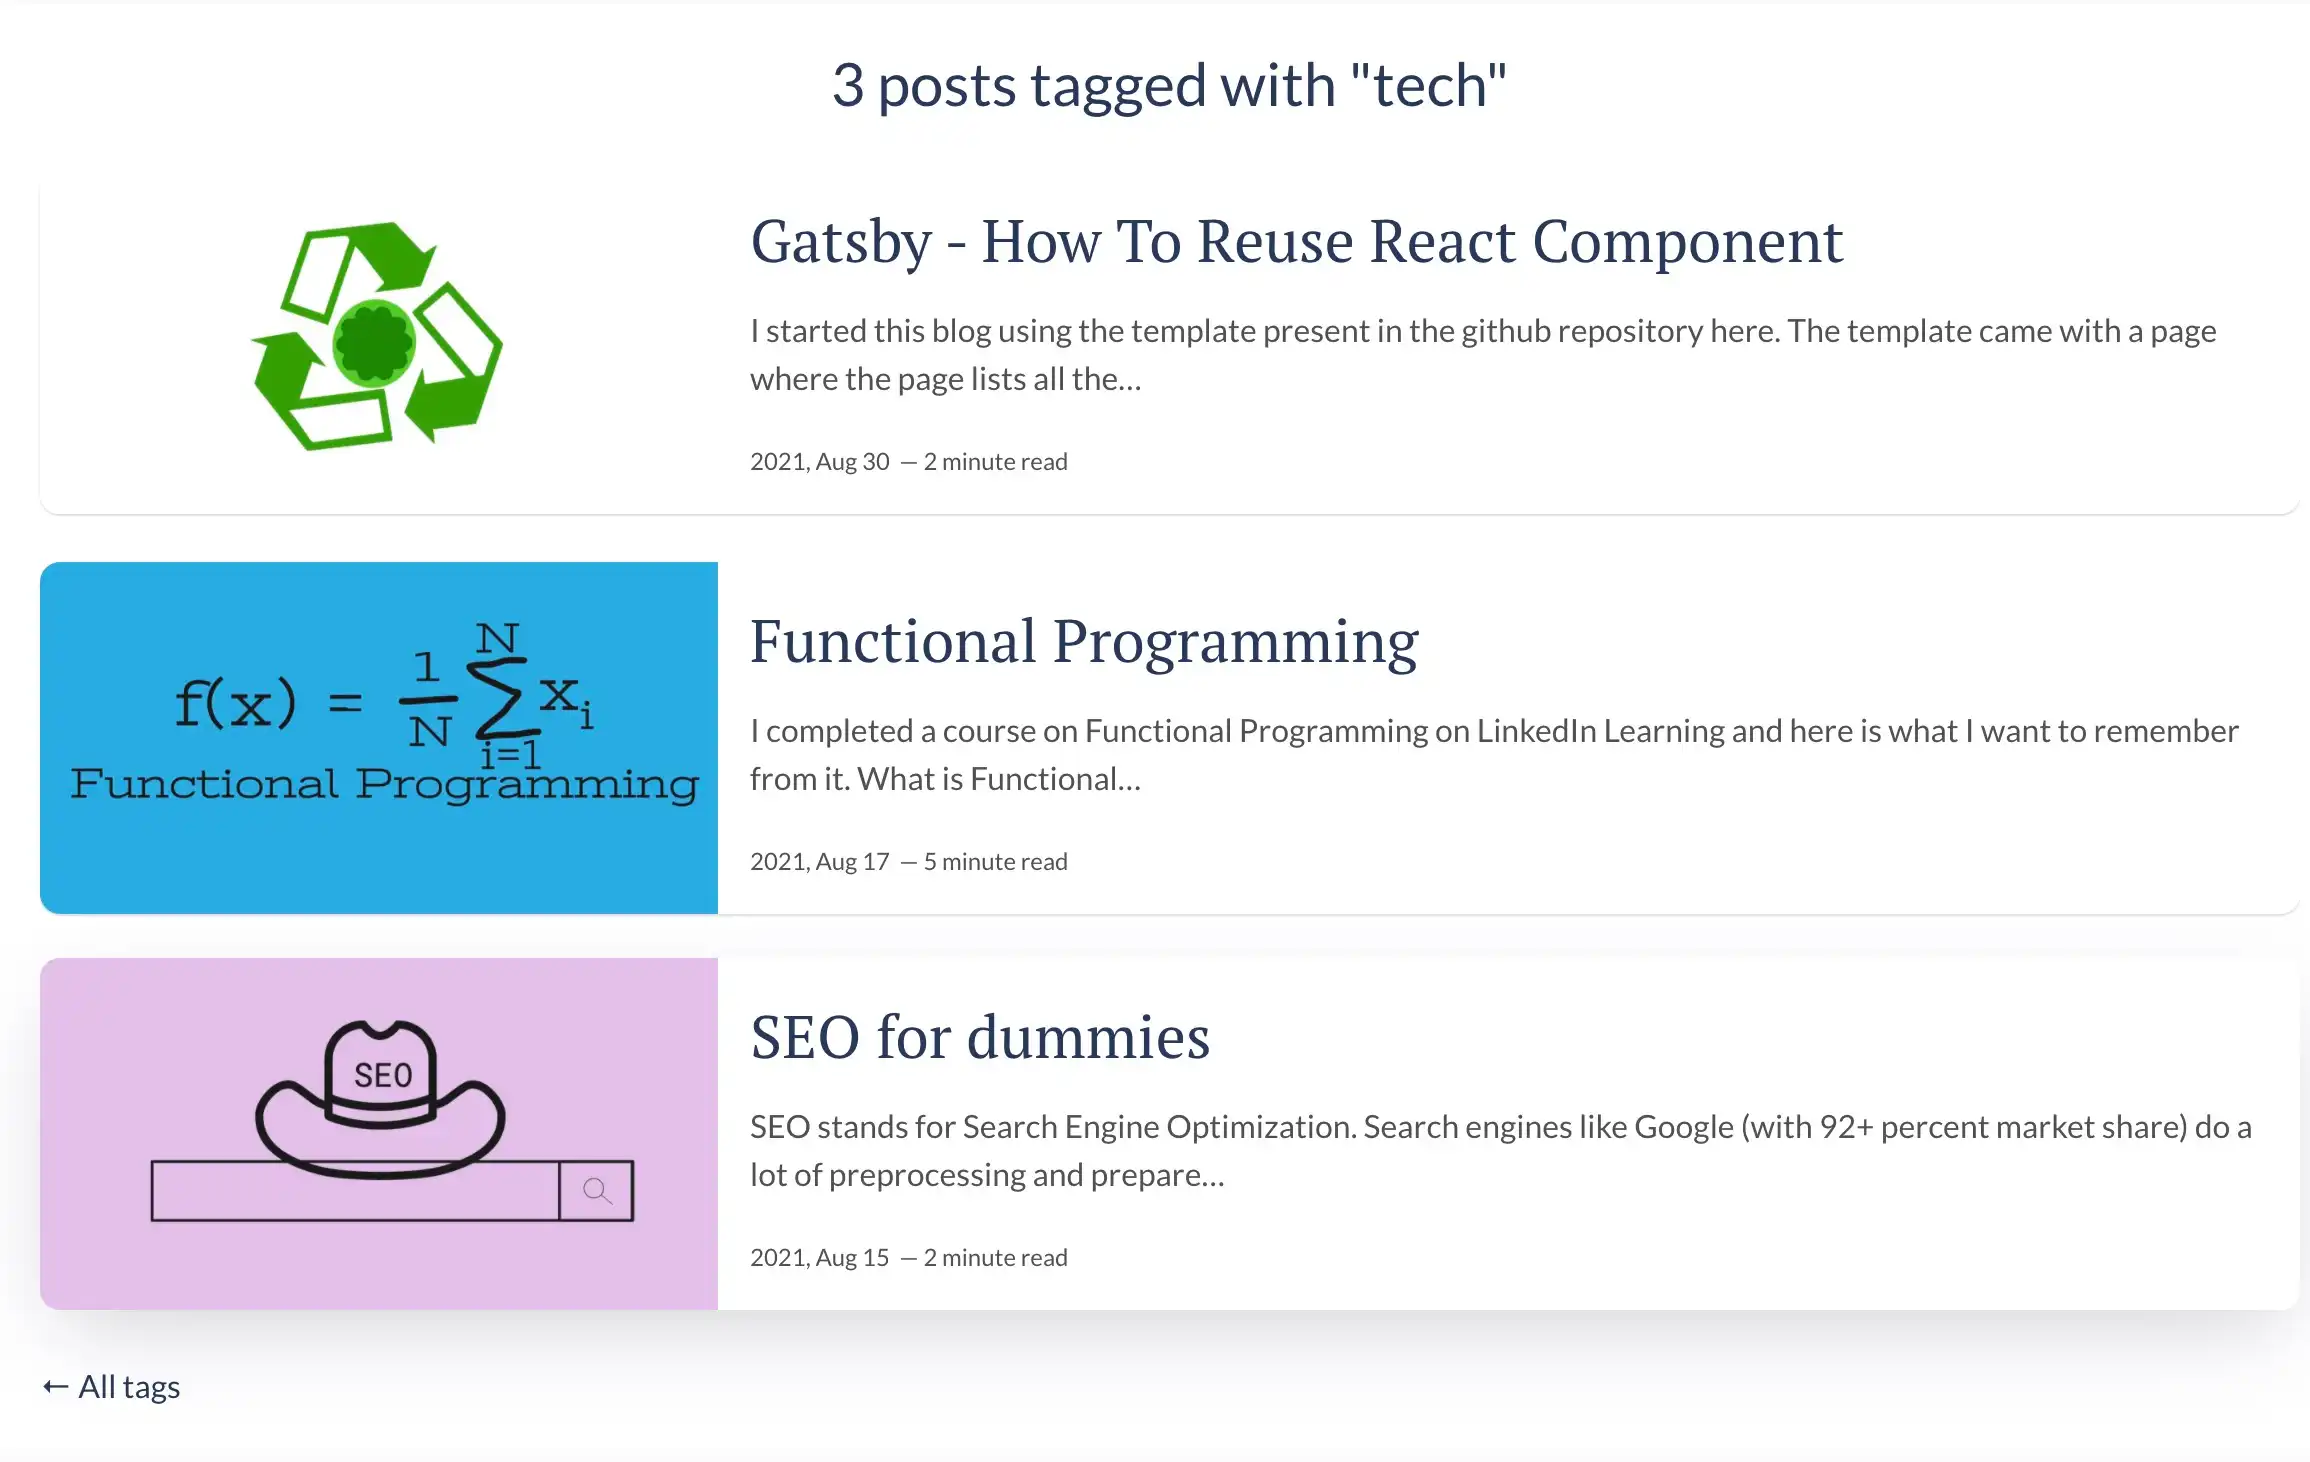 3 posts tagged with "tech"
Gatsby - How To Reuse React Component
I started this blog using the template present in the github repository here. The template came with a page
where the page lists all the...
2021, Aug 30 — 2 minute read
f(x) = 1/N N∑i=1 xi
Functional Programming
Functional Programming
I completed a course on Functional Programming on LinkedIn Learning and here is what I want to remember
from it. What is Functional...
2021, Aug 17 — 5 minute read
SEO
SEO for dummies
SEO stands for Search Engine Optimization. Search engines like Google (with 92+ percent market share) do a
lot of preprocessing and prepare...
2021, Aug 15 — 2 minute read
← All tags